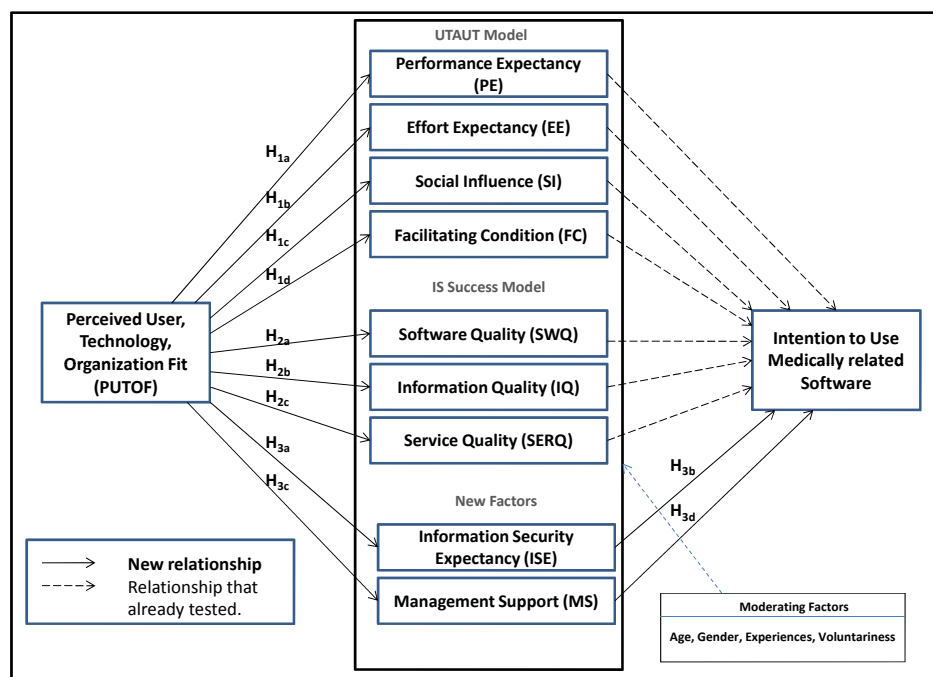 UTAUT Model
Performance Expectancy
(PE)
Effort Expectancy (EE)
Social Influence (SI)
Facilitating Condition (FC)
IS Success Model
Software Quality (SWQ)
Information Quality (IQ)
Service Quality (SERQ)
New Factors
Information Security
Expectancy (ISE)
Management Support (MS)
H1a
H1b
H1c
H1d
H2a
H2b
H2c
H3a
H3c
Perceived User,
Technology,
Organization Fit
(PUTOF)
Intention to Use
Medically related
Software
H3b
H3d
New relationship
Relationship that
already tested.
Moderating Factors
Age, Gender, Experiences, Voluntariness